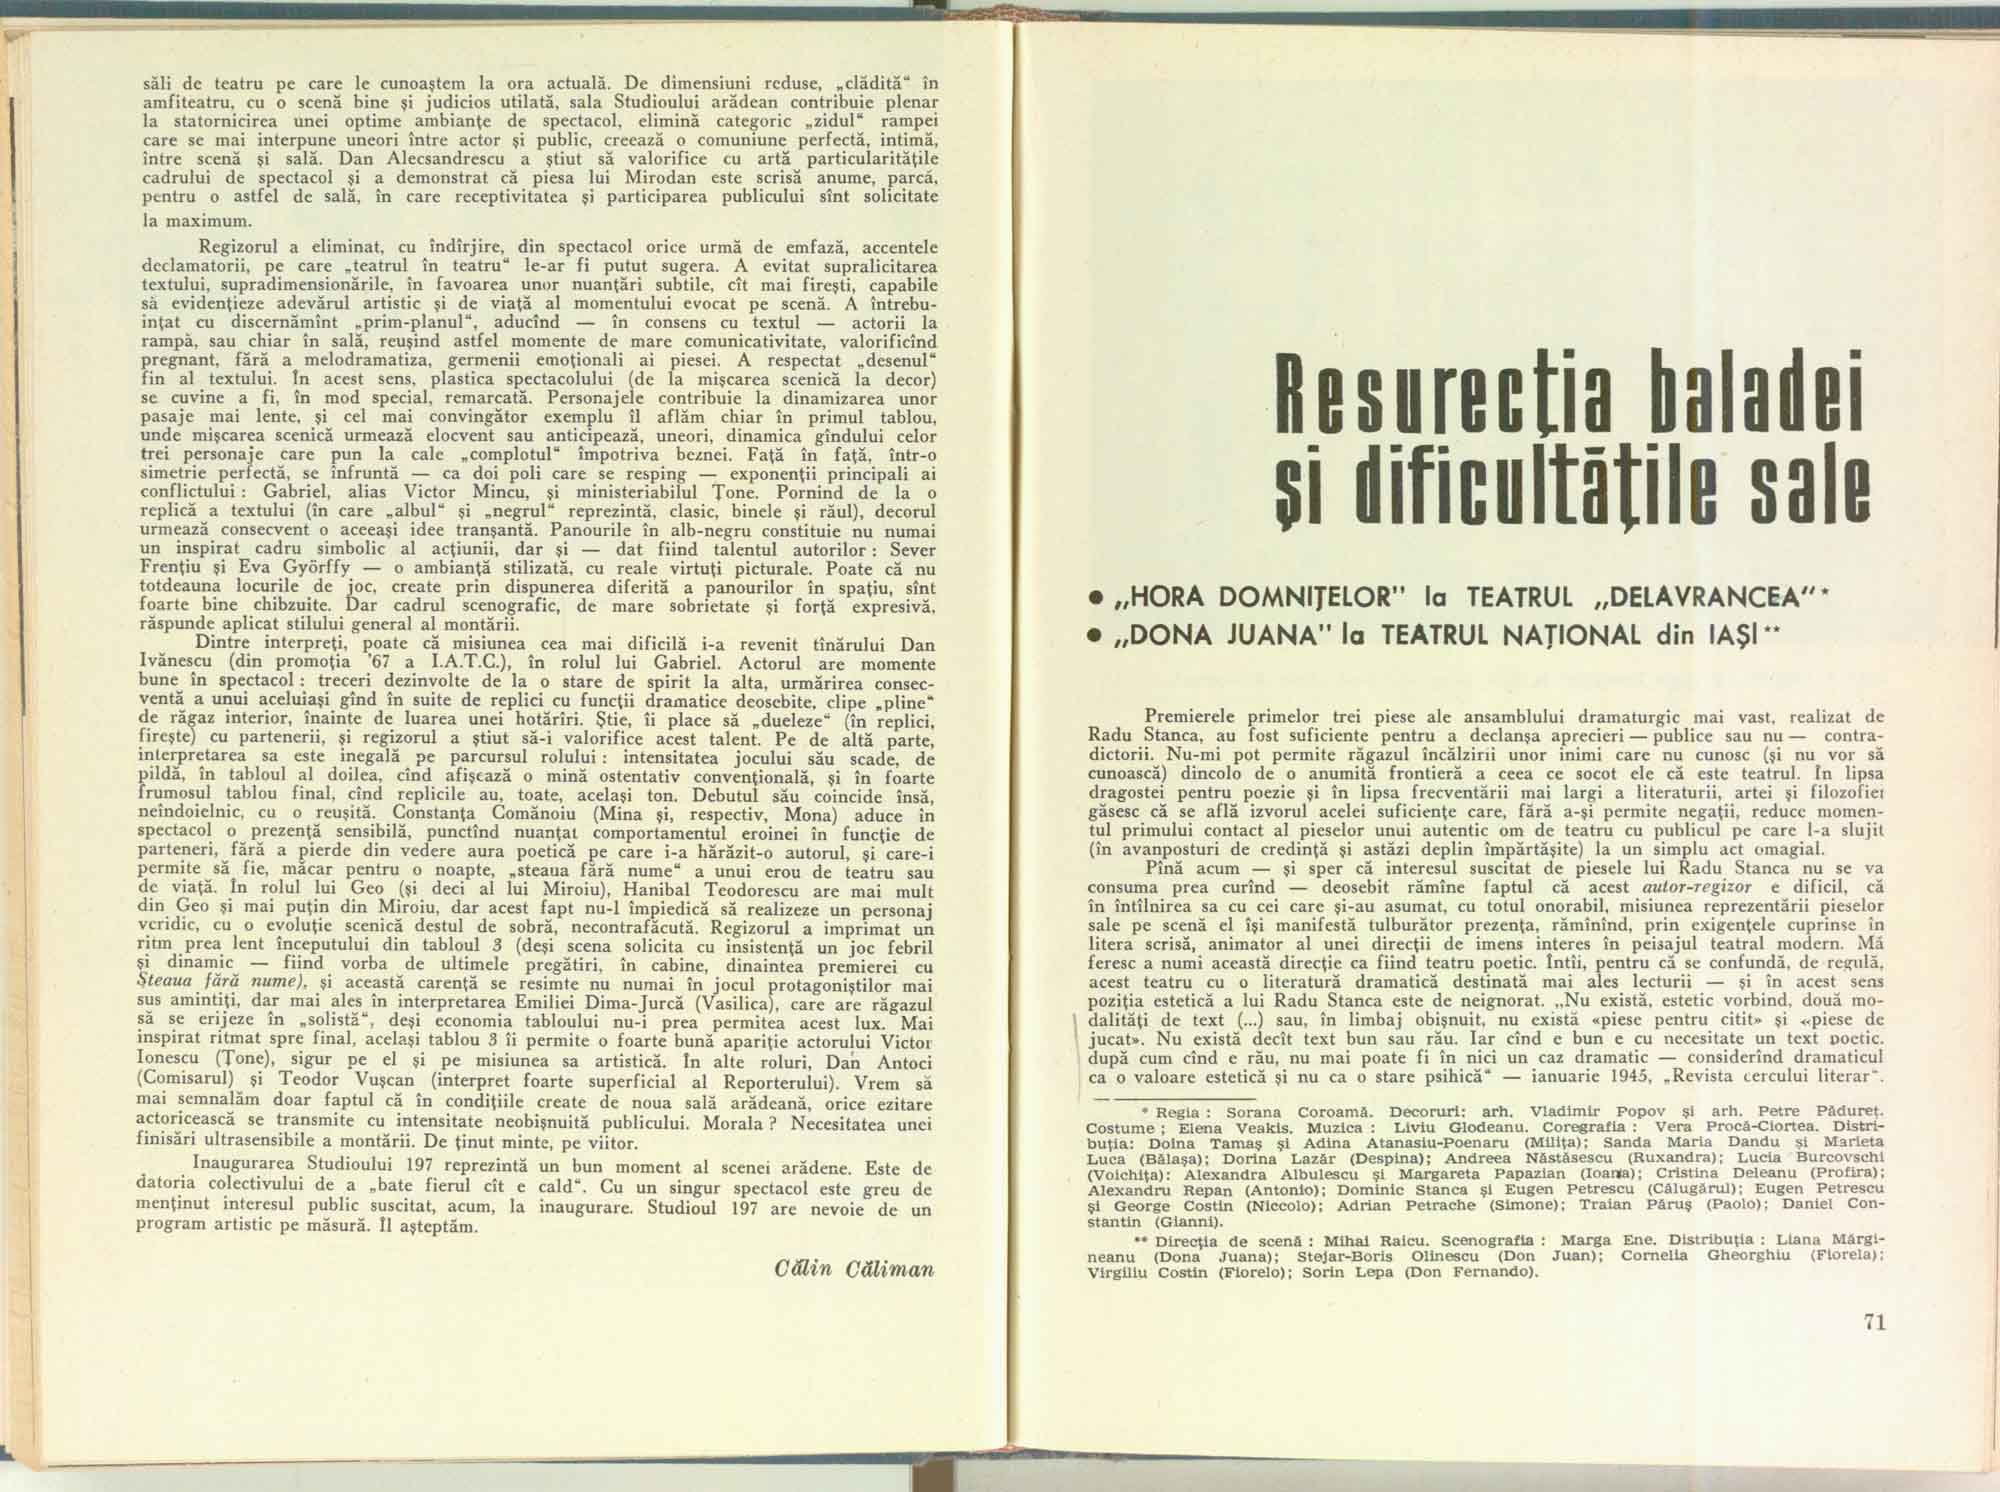 săli de teatru pe care le cunoaştem la ora actuală. De dimensiuni reduse, „clădită“ în
amfiteatru, cu o scenă bine şi judicios utilată, sala Studioului arădean contribuie plenar
la statornicirea unei optime ambianţe de spectacol, elimină categoric „zidul“ rampei
care se mai interpune uneori între actor şi public, creează o comuniune perfectă, intimă,
între scenă şi sală. Dan Alecsandrescu a ştiut să valorifice cu artă particularităţile
cadrului de spectacol şi a demonstrat că piesa lui Mirodan este scrisă anume, parcă,
pentru o astfel de sală, în care receptivitatea şi participarea publicului sînt solicitate
la maximum.
Regizorul a eliminat, cu îndîrjire, din spectacol orice urmă de emfază, accentele
declamatorii, pe care „teatrul în teatru“ le-ar fi putut sugera. A evitat supralicitarea
textului, supradimensionările, în favoarea unor nuanţări subtile, cît mai fireşti, capabile
să evidenţieze adevărul artistic şi de viaţă al momentului evocat pe scenă. A întrebu-
inţat cu discernămînt „prim-planul“, aducînd — în consens cu textul — actorii la
rampă, sau chiar în sală, reuşind astfel momente de mare comunicativitate, valorificînd
pregnant, fără a melodramatiza, germenii emoţionali ai piesei. A respectat „desenul“
fin al textului. În acest sens, plastica spectacolului (de la mişcarea scenică la decor)
se cuvine a fi, în mod special, remarcată. Personajele contribuie la dinamizarea unor
pasaje mai lente, şi cel mai convingător exemplu îl aflăm chiar în primul tablou,
unde mişcarea scenică urmează elocvent sau anticipează, uneori, dinamica gîndului celor
trei personaje care pun la cale „complotul“ împotriva beznei. Faţă în faţă, într-o
simetrie perfectă, se înfruntă — ca doi poli care se resping — exponenţii principali ai
conflictului : Gabriel, alias Victor Mincu, şi ministeriabilul Ţone. Pornind de la o
replică a textului (în care „albul“ şi „negrul“ reprezintă, clasic, binele şi răul), decorul
urmează consecvent o aceeaşi idee tranşantă. Panourile în alb-negru constituie nu numai
un inspirat cadru simbolic al acţiunii, dar şi — dat fiind talentul autorilor : Sever
Frenţiu şi Eva Györffy — o ambianţă stilizată, cu reale virtuţi picturale. Poate că nu
totdeauna locurile de joc, create prin dispunerea diferită a panourilor în spaţiu, sînt
foarte bine chibzuite. Dar cadrul scenografic, de mare sobrietate şi forţă expresivă,
răspunde aplicat stilului general al montării.
Dintre interpreţi, poate că misiunea cea mai dificilă i-a revenit tînărului Dan
Ivănescu (din promoţia ’67 a I.A.T.C.), în rolul lui Gabriel. Actorul are momente
bune în spectacol : treceri dezinvolte de la o stare de spirit la alta, urmărirea consec-
ventă a unui aceluiaşi gînd în suite de replici cu funcţii dramatice deosebite, clipe „pline“
de răgaz interior, înainte de luarea unei hotărîri. Ştie, îi place să „dueleze“ (în replici,
fireşte) cu partenerii, şi regizorul a ştiut să-i valorifice acest talent. Pe de altă parte,
interpretarea sa este inegală pe parcursul rolului : intensitatea jocului său scade, de
pildă, în tabloul al doilea, cînd afişează o mină ostentativ convenţională, şi în foarte
frumosul tablou final, cînd replicile au, toate, acelaşi ton. Debutul său coincide însă,
neîndoielnic, cu o reuşită. Constanţa Comănoiu (Mina şi, respectiv, Mona) aduce în
spectacol o prezenţă sensibilă, punctînd nuanţat comportamentul eroinei în funcţie de
parteneri, fără a pierde din vedere aura poetică pe care i-a hărăzit-o autorul, şi care-i
permite să fie, măcar pentru o noapte, „steaua fără nume“ a unui erou de teatru sau
de viaţă. În rolul lui Geo (şi deci al lui Miroiu), Hanibal Teodorescu are mai mult
din Geo şi mai puţin din Miroiu, dar acest fapt nu-l împiedică să realizeze un personaj
veridic, cu o evoluţie scenică destul de sobră, necontrafăcută. Regizorul a imprimat un
ritm prea lent începutului din tabloul 3 (deşi scena solicita cu insistenţă un joc febril
şi dinamic — fiind vorba de ultimele pregătiri, în cabine, dinaintea premierei cu
Steaua fără nume), şi această carenţă se resimte nu numai în jocul protagoniştilor mai
sus amintiţi, dar mai ales în interpretarea Emiliei Dima-Jurcă (Vasilica), care are răgazul
să se erijeze în „solistă“, deşi economia tabloului nu-i prea permitea acest lux. Mai
inspirat ritmat spre final, acelaşi tablou 3 îi permite o foarte bună apariţie actorului Victor
Ionescu (Ţone), sigur pe el şi pe misiunea sa artistică. În alte roluri, Dan Antoci
(Comisarul) şi Teodor Vuşcan (interpret foarte superficial al Reporterului). Vrem să
mai semnalăm doar faptul că în condiţiile create de noua sală arădeană, orice ezitare
actoricească se transmite cu intensitate neobişnuită publicului. Morala ? Necesitatea unei
finisări ultrasensibile a montării. De ţinut minte, pe viitor.
Inaugurarea Studioului 197 reprezintă un bun moment al scenei arădene. Este de
datoria colectivului de a „bate fierul cît e cald“. Cu un singur spectacol este greu de
menţinut interesul public suscitat, acum, la inaugurare. Studioul 197 are nevoie de un
program artistic pe măsură. Îl aşteptăm.
Călin Căliman
Resurecţia baladei
şi dificultăţile sale
● „HORA DOMNIŢELOR” la TEATRUL „DELAVRANCEA”*
● „DONA JUANA” la TEATRUL NAŢIONAL din IAŞI**
Premierele primelor trei piese ale ansamblului dramaturgic mai vast, realizat de
Radu Stanca, au fost suficiente pentru a declanşa aprecieri — publice sau nu — contra-
dictorii. Nu-mi pot permite răgazul încălzirii unor inimi care nu cunosc (şi nu vor să
cunoască) dincolo de o anumită frontieră a ceea ce socot ele că este teatrul. În lipsa
dragostei pentru poezie şi în lipsa frecventării mai largi a literaturii, artei şi filozofiei
găsesc că se află izvorul acelei suficienţe care, fără a-şi permite negaţii, reduce momen-
tul primului contact al pieselor unui autentic om de teatru cu publicul pe care l-a slujit
(în avanposturi de credinţă şi astăzi deplin împărtăşite) la un simplu act omagial.
Pînă acum — şi sper că interesul suscitat de piesele lui Radu Stanca nu se va
consuma prea curînd — deosebit rămîne faptul că acest autor-regizor e dificil, că
în întîlnirea sa cu cei care şi-au asumat, cu totul onorabil, misiunea reprezentării pieselor
sale pe scenă el îşi manifestă tulburător prezenţa, rămînînd, prin exigenţele cuprinse în
litera scrisă, animator al unei direcţii de imens interes în peisajul teatral modern. Mă
feresc a numi această direcţie ca fiind teatru poetic. Întîi, pentru că se confundă, de regulă,
acest teatru cu o literatură dramatică destinată mai ales lecturii — şi în acest sens
poziţia estetică a lui Radu Stanca este de neignorat. „Nu există, estetic vorbind, două mo-
dalităţi de text (...) sau, în limbaj obişnuit, nu există «piese pentru citit» şi «piese de
jucat». Nu există decît text bun sau rău. Iar cînd e bun e cu necesitate un text poetic.
după cum cînd e rău, nu mai poate fi în nici un caz dramatic — considerînd dramaticul
ca o valoare estetică şi nu ca o stare psihică“ — ianuarie 1945, „Revista cercului literar“.
* Regia : Sorana Coroamă. Decoruri: arh. Vladimir Popov şi arh. Petre Pădureţ.
Costume ; Elena Veakis. Muzica : Liviu Glodeanu. Coregrafia : Vera Procă-Ciortea. Distri-
buţia: Doina Tamaş şi Adina Atanasiu-Poenaru (Miliţa); Sanda Maria Dandu şi Marieta
Luca (Bălaşa); Dorina Lazăr (Despina); Andreea Năstăsescu (Ruxandra); Lucia Burcovschi
(Voichiţa): Alexandra Albulescu şi Margareta Papazian (Ioana); Cristina Deleanu (Profira);
Alexandru Repan (Antonio); Dominic Stanca şi Eugen Petrescu (Călugărul); Eugen Petrescu
şi George Costin (Niccolo); Adrian Petrache (Simone); Traian Păruş (Paolo); Daniel Con-
stantin (Gianni).
** Direcţia de scenă : Mihai Raicu. Scenografia : Marga Ene. Distribuţia : Liana Mărgi-
neanu (Dona Juana); Stejar-Boris Olinescu (Don Juan); Cornelia Gheorghiu (Fiorela);
Virgiliu Costin (Fiorelo); Sorin Lepa (Don Fernando).
71